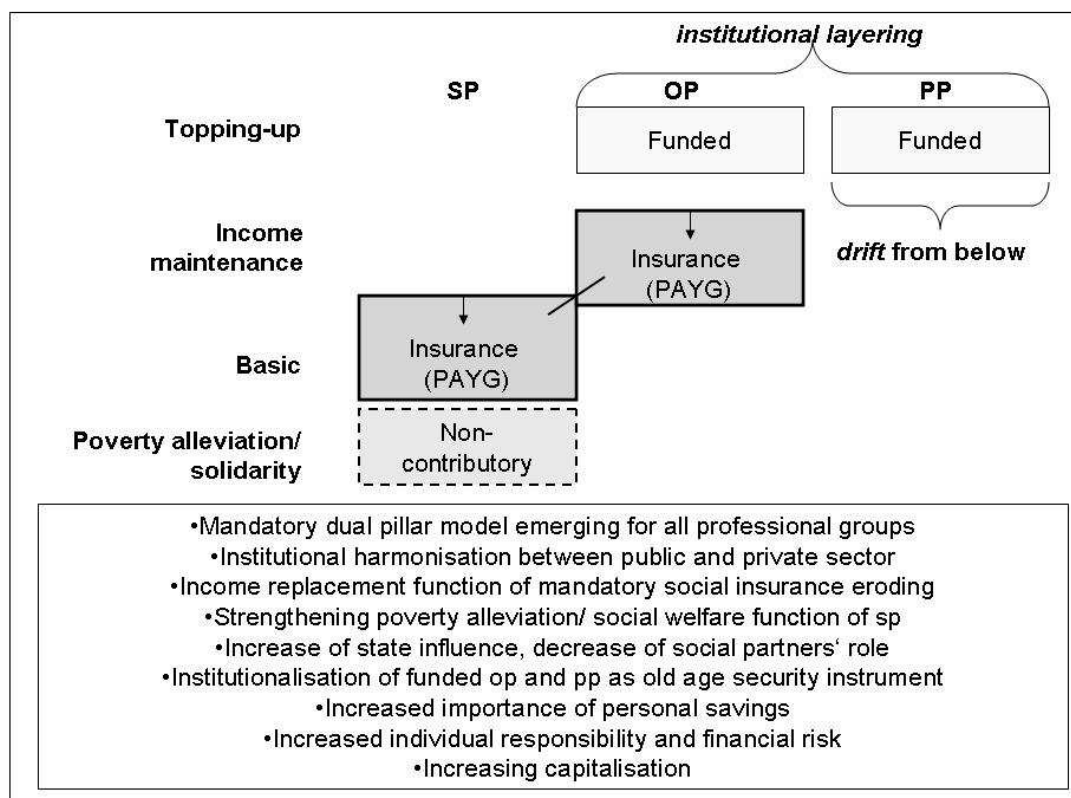 institutional layering
SP
OP
PP
Topping-up
Funded
Funded
Income
maintenance
Insurance
(PAYG)
drift from below
Basic
Insurance
(PAYG)
Poverty alleviation/
solidarity
Non-
contributory
•Mandatory dual pillar model emerging for all professional groups
•Institutional harmonisation between public and private sector
•Income replacement function of mandatory social insurance eroding
•Strengthening poverty alleviation/ social welfare function of sp
•Increase of state influence, decrease of social partners‘ role
•Institutionalisation of funded op and pp as old age security instrument
•Increased importance of personal savings
•Increased individual responsibility and financial risk
•Increasing capitalisation